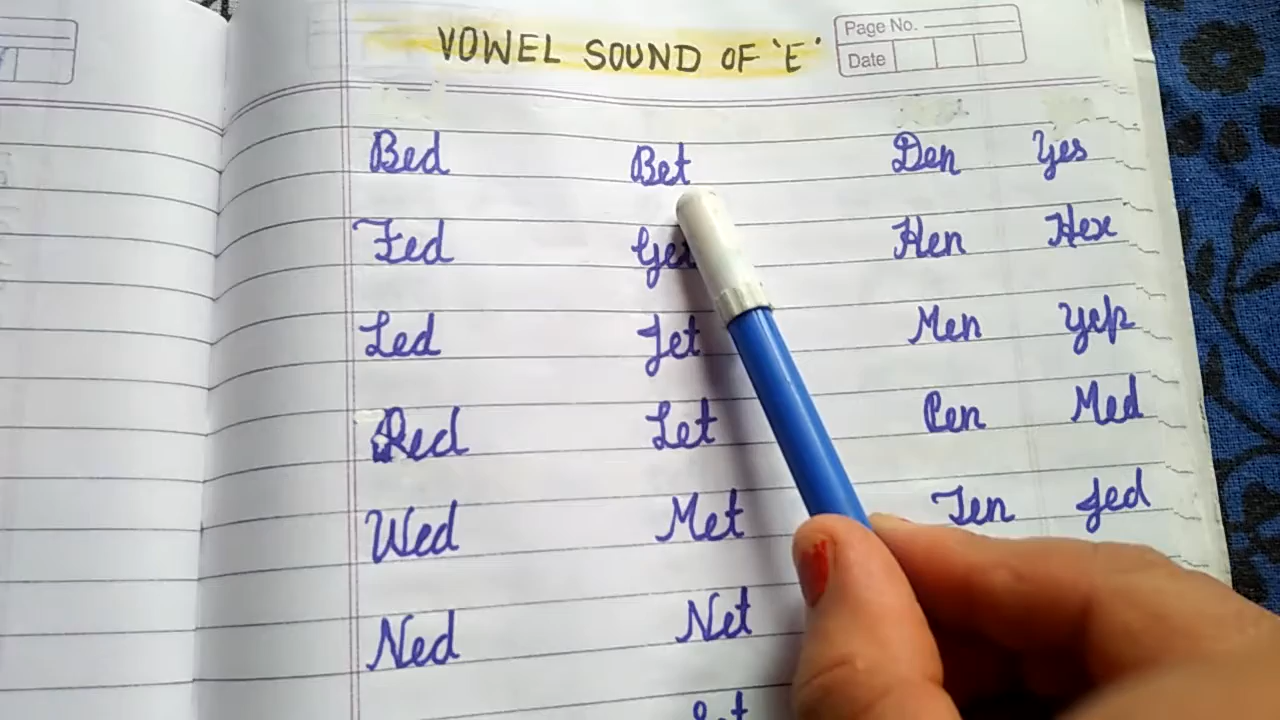 VOWEL SOUND OF 'E'
Page No.
Date
Bed Bet Den Yes
Fed Get Hen Hex
Led Jet Men Yep
Red Let Pen Med
Wed Met Ten Jed
Ned Net